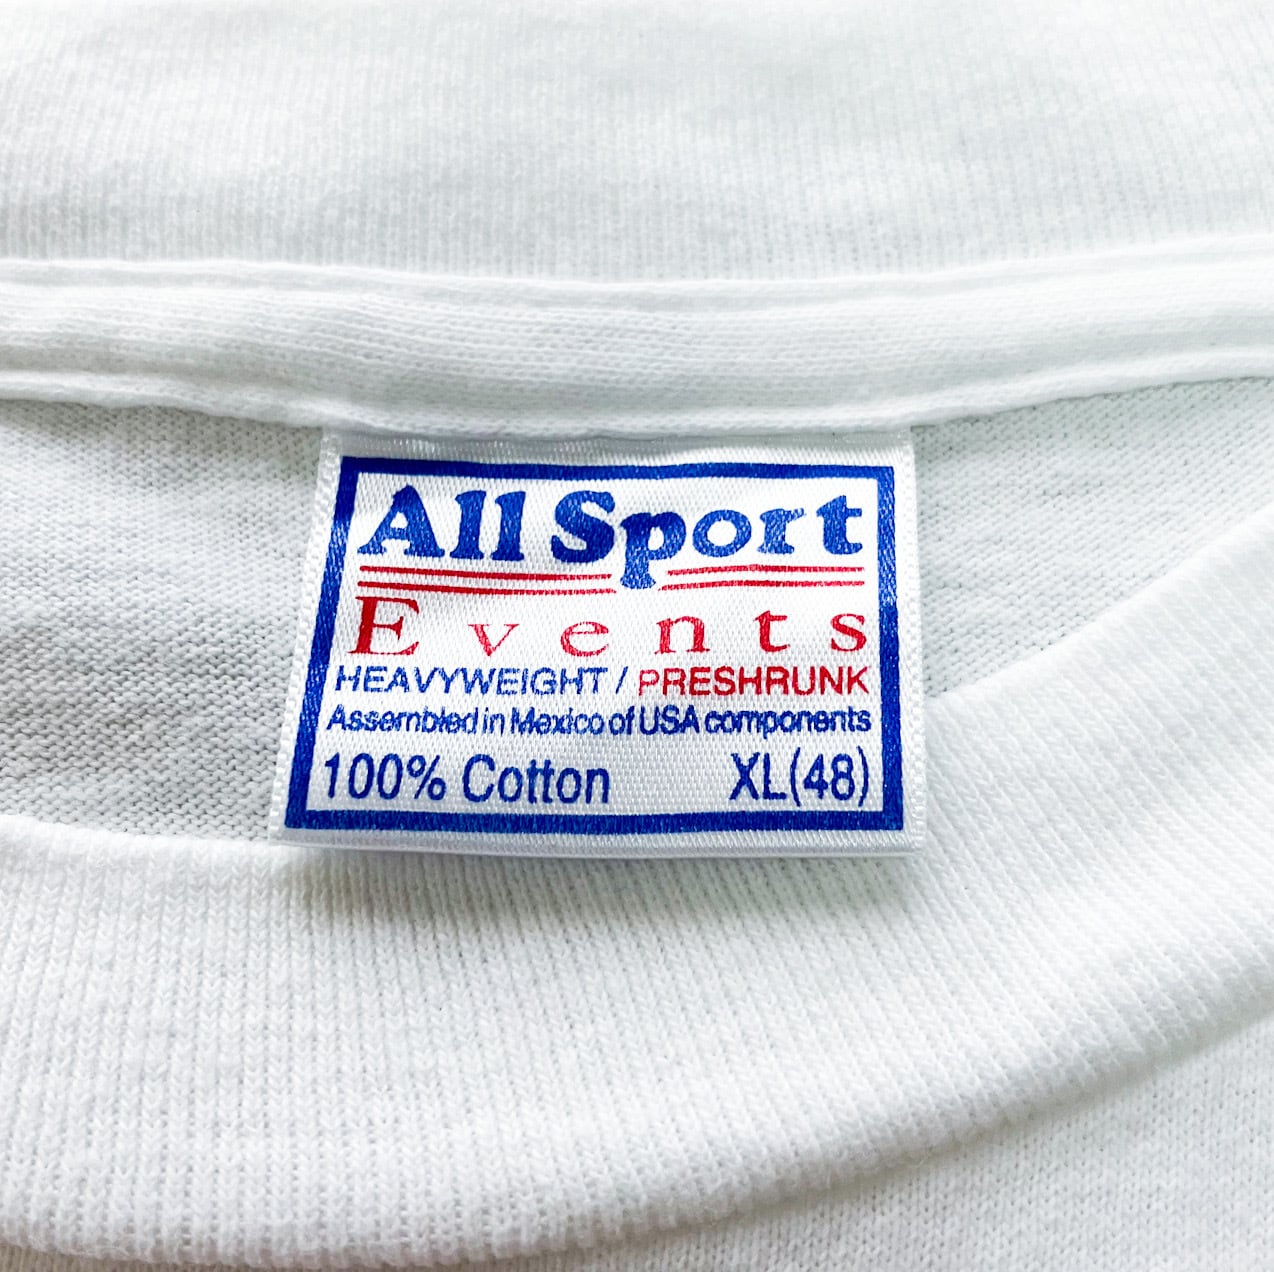 All Sport
Events
HEAVYWEIGHT / PRESHRUNK
Assembled in Mexico of USA components
100% Cotton XL(48)